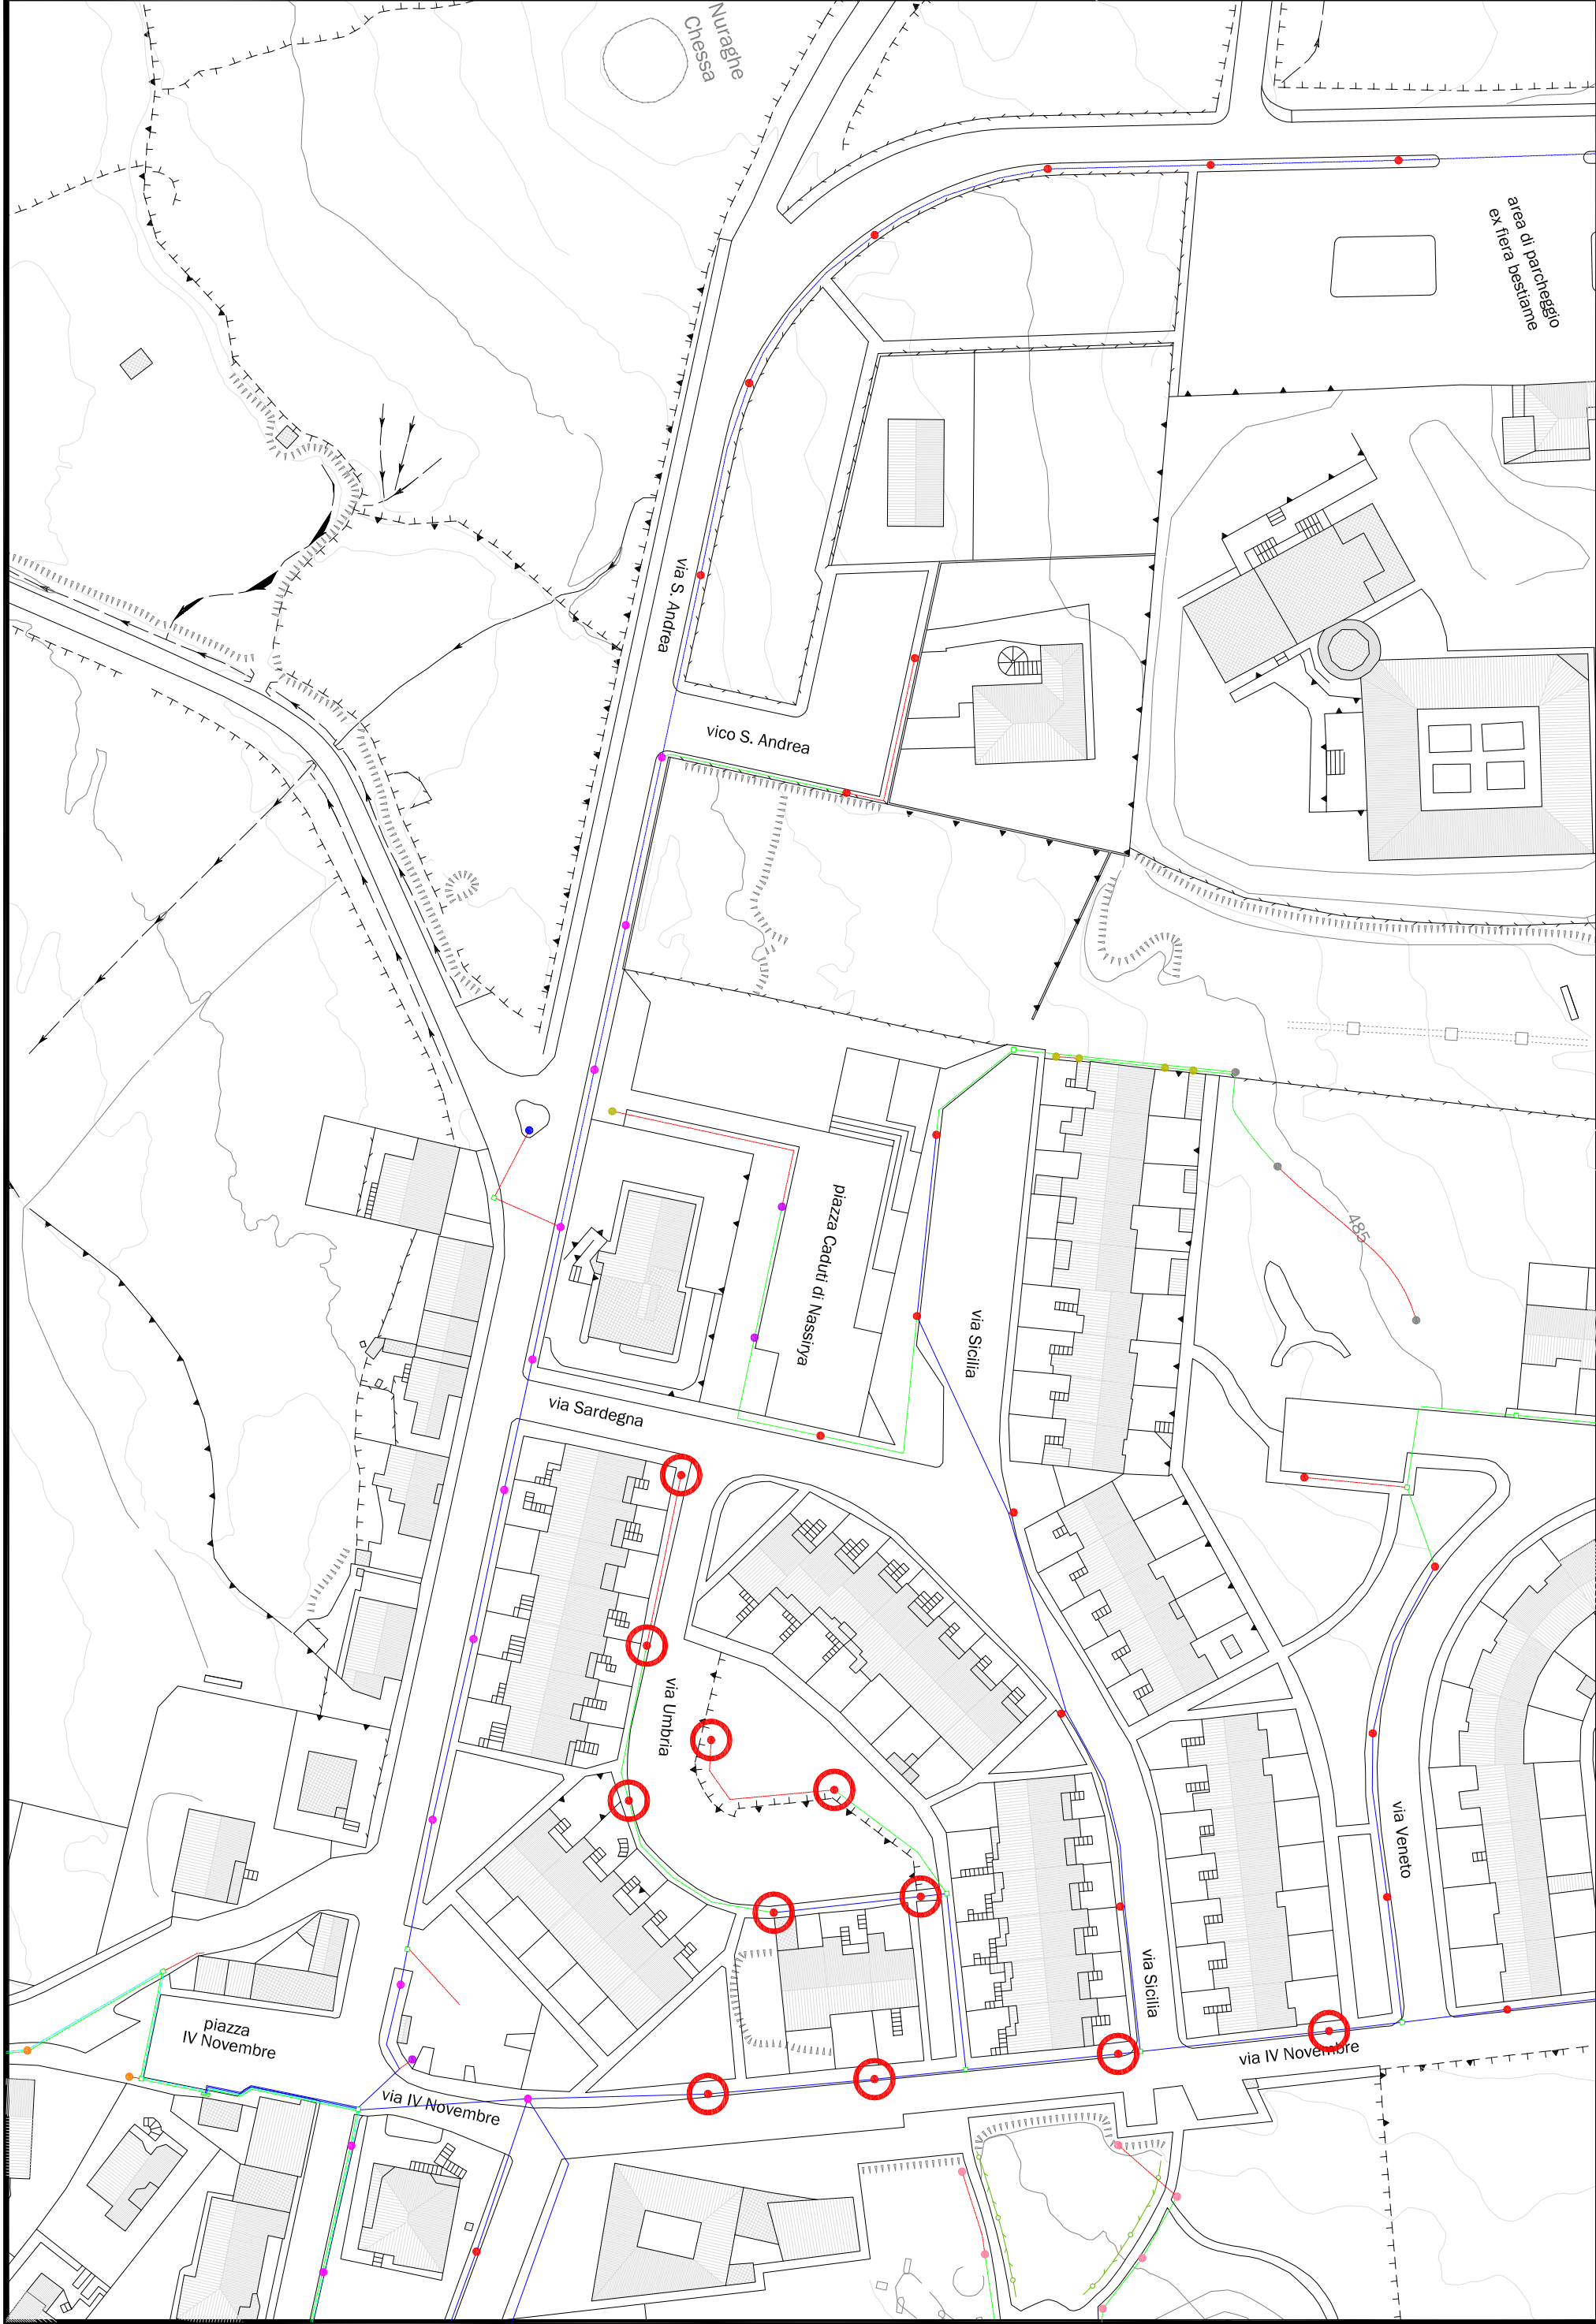 Nuraghe
Chessa
area di parcheggio
ex fiera bestiame
via S. Andrea
vico S. Andrea
piazza Caduti di Nassirya
via Sicilia
485
via Sardegna
via Umbria
via Veneto
via Sicilia
piazza
IV Novembre
via IV Novembre
via IV Novembre